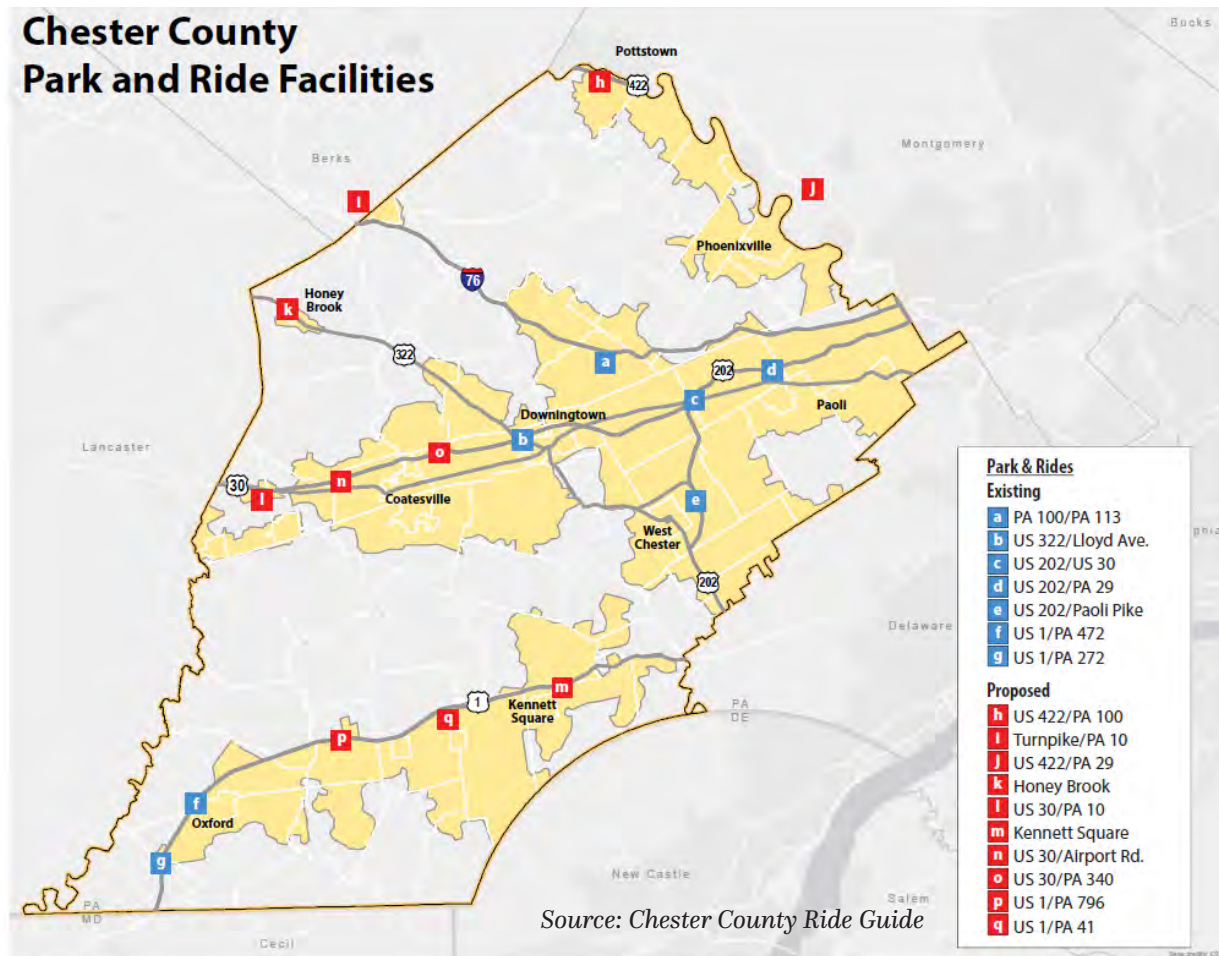 Chester County
Park and Ride Facilities
Bucks
Pottstown
h
422
Montgomery
Berks
I
J
Phoenixville
76
Honey
Brook
k
322
a
202
d
c
Paoli
Downingtown
b
Lancaster
o
n
30
l
Coatesville
e
West
Chester
202
Delaware
PA
DE
m
Kennett
Square
1
q
p
f
Oxford
g
New Castle
Salem
PA
MD
Cecil
Source: Chester County Ride Guide
Park & Rides
Existing
a PA 100/PA 113
b US 322/Lloyd Ave.
c US 202/US 30
d US 202/PA 29
e US 202/Paoli Pike
f US 1/PA 472
g US 1/PA 272
Proposed
h US 422/PA 100
I Turnpike/PA 10
J US 422/PA 29
k Honey Brook
l US 30/PA 10
m Kennett Square
n US 30/Airport Rd.
o US 30/PA 340
p US 1/PA 796
q US 1/PA 41